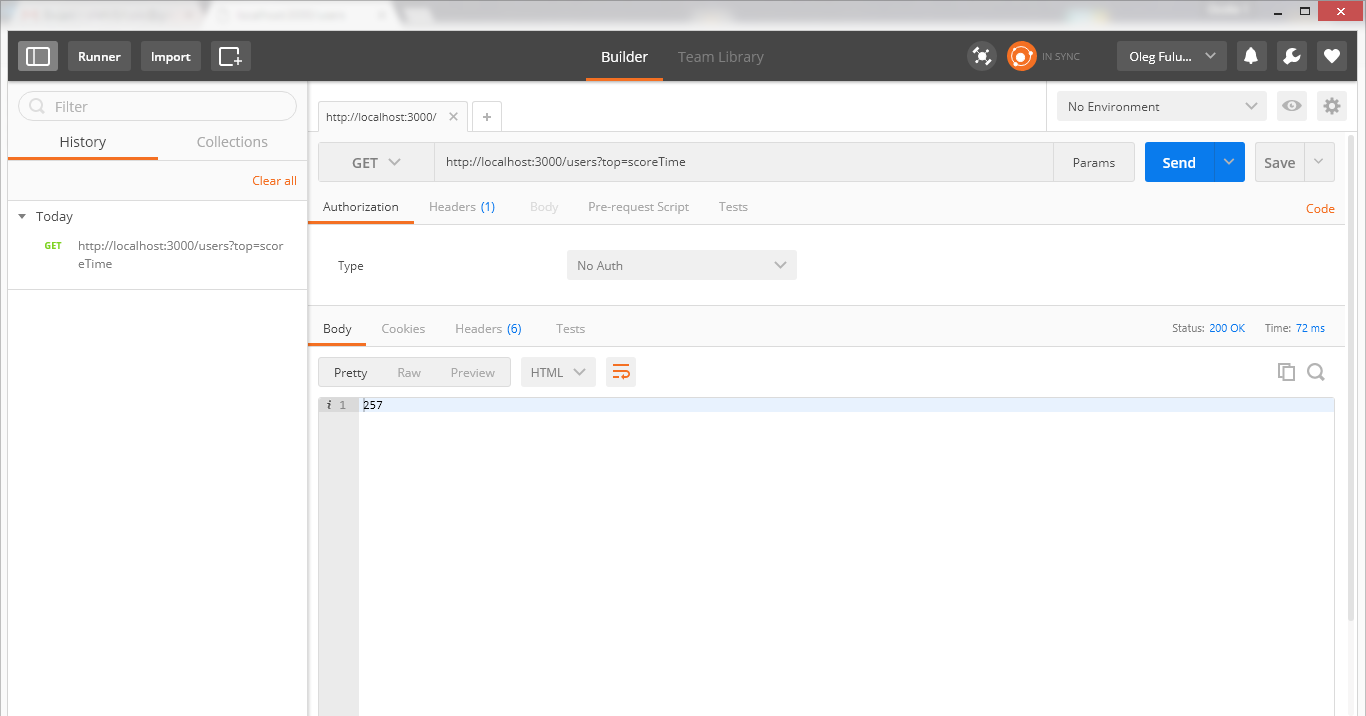 Runner
Import
Builder
Team Library
IN SYNC
Oleg Fulu...
Filter
History
Collections
Clear all
Today
GET http://localhost:3000/users?top=scor
eTime
http://localhost:3000/
No Environment
GET
http://localhost:3000/users?top=scoreTime
Params
Send
Save
Authorization
Headers (1)
Body
Pre-request Script
Tests
Code
Type
No Auth
Body
Cookies
Headers (6)
Tests
Status: 200 OK
Time: 72 ms
Pretty
Raw
Preview
HTML
i 1
257